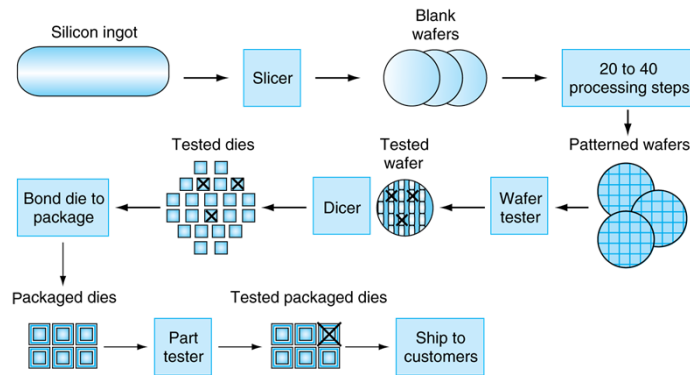 Silicon ingot
Slicer
Blank
wafers
20 to 40
processing steps
Tested dies
Tested
wafer
Patterned wafers
Bond die to
package
Dicer
Wafer
tester
Packaged dies
Tested packaged dies
Part
tester
Ship to
customers